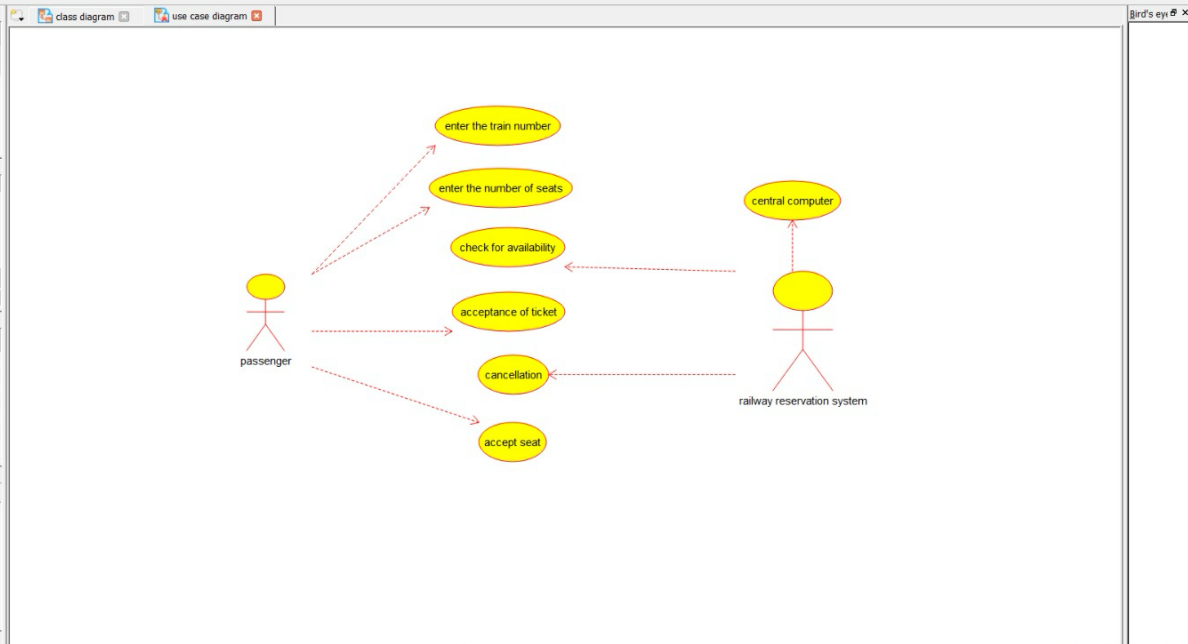 class diagram
use case diagram
Bird's eye
enter the train number
enter the number of seats
central computer
check for availability
acceptance of ticket
passenger
cancellation
railway reservation system
accept seat